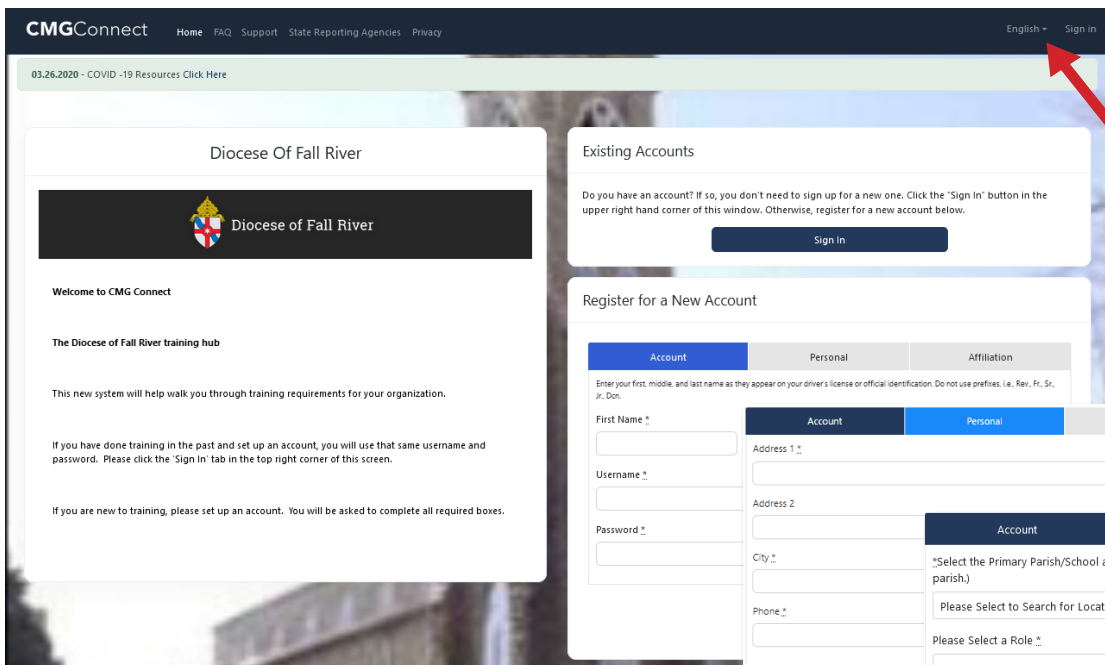 CMGConnect Home FAQ Support State Reporting Agencies Privacy English Sign in
03.26.2020 - COVID -19 Resources Click Here
Diocese Of Fall River
Diocese of Fall River
Welcome to CMG Connect
The Diocese of Fall River training hub
This new system will help walk you through training requirements for your organization.
If you have done training in the past and set up an account, you will use that same username and
password. Please click the 'Sign In' tab in the top right corner of this screen.
If you are new to training, please set up an account. You will be asked to complete all required boxes.
Existing Accounts
Do you have an account? If so, you don't need to sign up for a new one. Click the "Sign In" button in the
upper right hand corner of this window. Otherwise, register for a new account below.
Sign In
Register for a New Account
Account Personal Affiliation
Enter your first, middle, and last name as they appear on your driver's license or official identification. Do not use prefixes, i.e., Rev., Fr., Sr.,
Jr., Dcn.
First Name *
Username *
Password *
Account Personal
Address 1 *
Address 2
City *
Phone *
Account
*Select the Primary Parish/School a
parish.)
Please Select to Search for Locat
Please Select a Role *